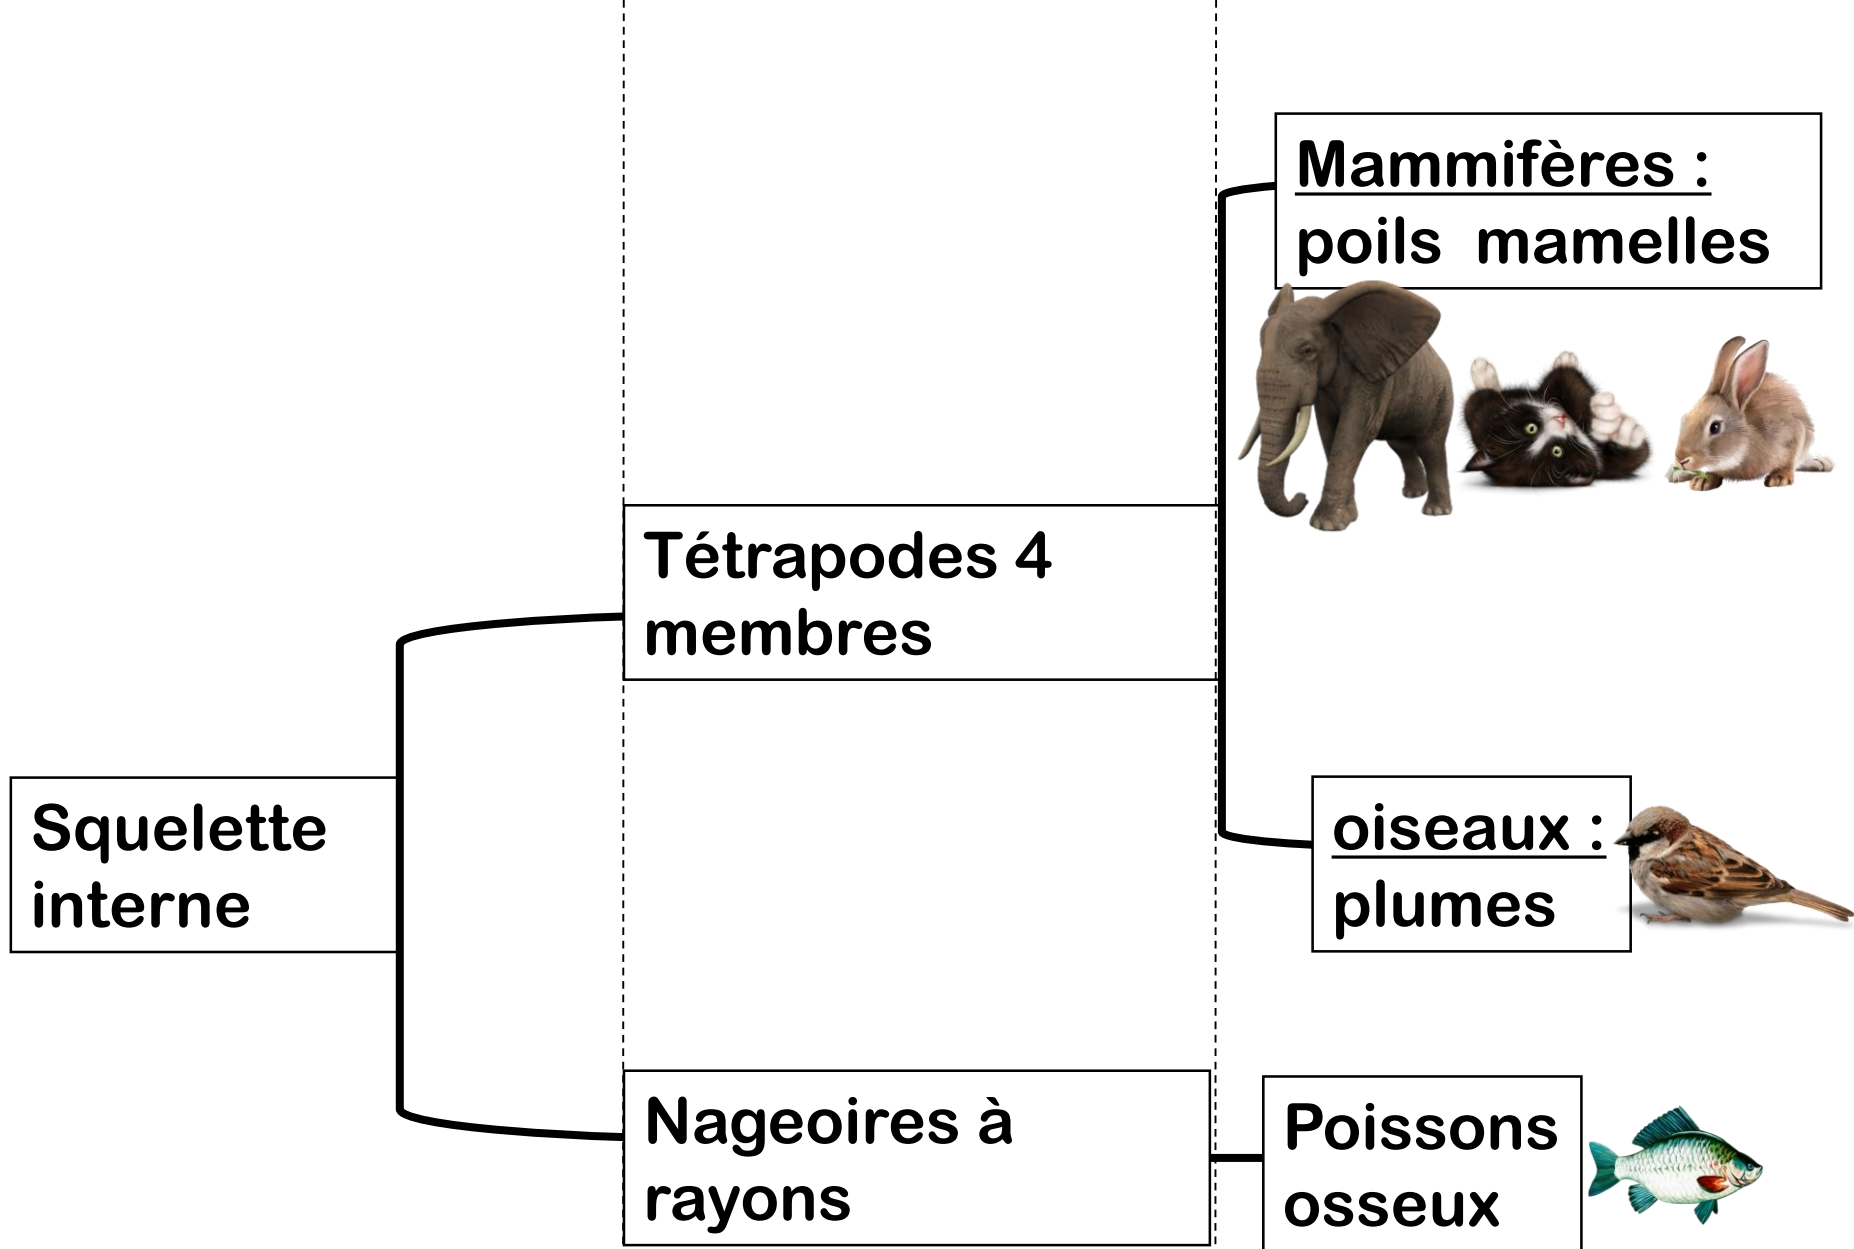 Mammifères :
poils  mamelles
Tétrapodes 4
membres
Squelette
interne
oiseaux :
plumes
Nageoires à
rayons
Poissons
osseux